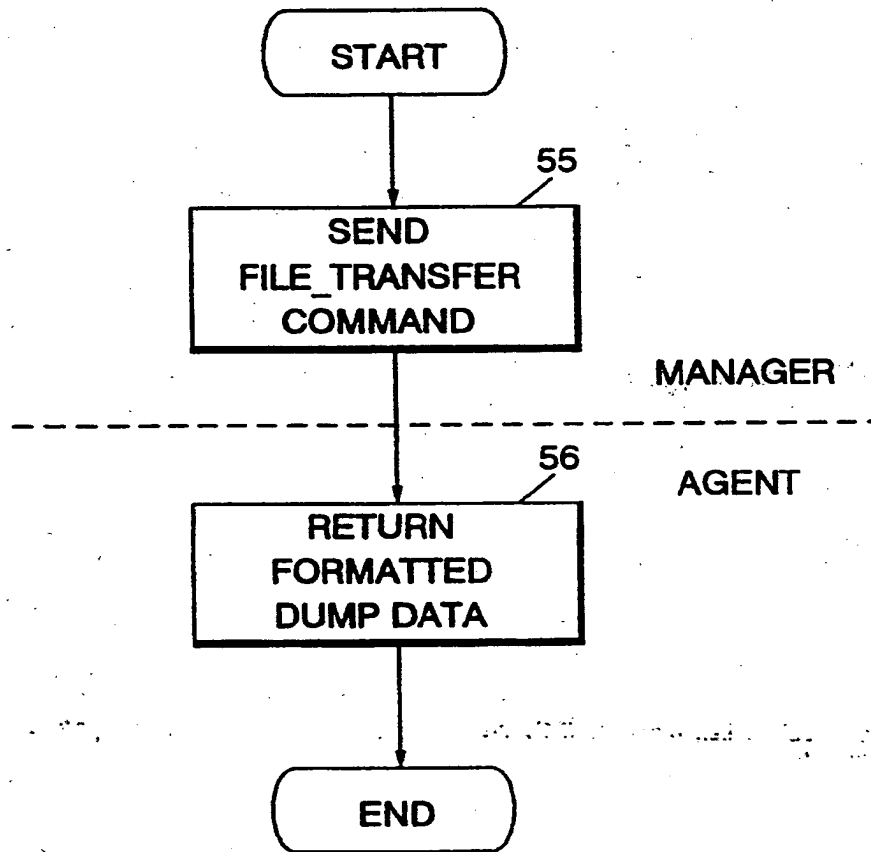 START
55
SEND
FILE_TRANSFER
COMMAND
MANAGER
56
AGENT
RETURN
FORMATTED
DUMP DATA
END